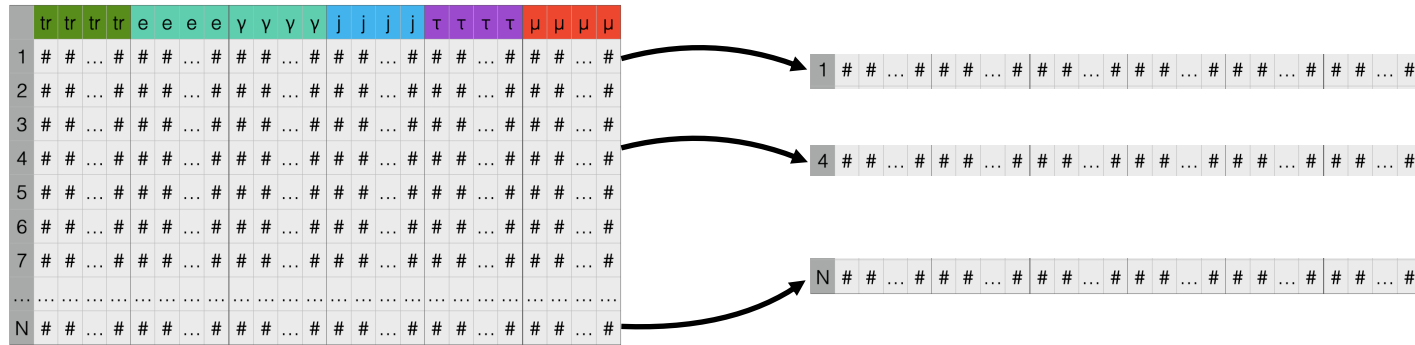 tr tr tr tr e e e e γ γ γ γ j j j j τ τ τ τ μ μ μ μ
1 # # … # # # … # # # … # # # … # # # … # # # … #
2 # # … # # # … # # # … # # # … # # # … # # # … #
3 # # … # # # … # # # … # # # … # # # … # # # … #
4 # # … # # # … # # # … # # # … # # # … # # # … #
5 # # … # # # … # # # … # # # … # # # … # # # … #
6 # # … # # # … # # # … # # # … # # # … # # # … #
7 # # … # # # … # # # … # # # … # # # … # # # … #
… … … … … … … … … … … … … … … … … … … … … … … … …
N # # … # # # … # # # … # # # … # # # … # # # … #
1 # # … # # # … # # # … # # # … # # # … # # # … #
4 # # … # # # … # # # … # # # … # # # … # # # … #
N # # … # # # … # # # … # # # … # # # … # # # … #